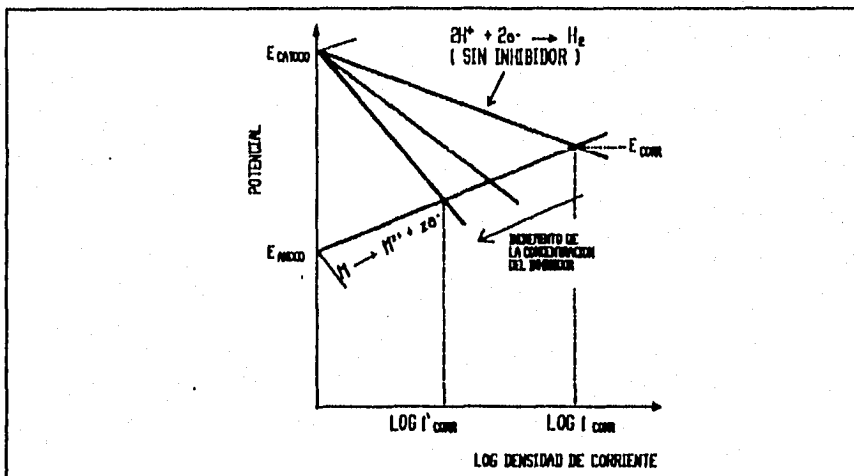 2H⁺ + 2e⁻ → H₂
( SIN INHIBIDOR )
E CATODO
POTENCIAL
E CORR
E ANODO
M → M⁺⁺ + 2e⁻
INCREMENTO DE
LA CONCENTRACION
DEL INHIBIDOR
LOG I' CORR
LOG I CORR
LOG DENSIDAD DE CORRIENTE